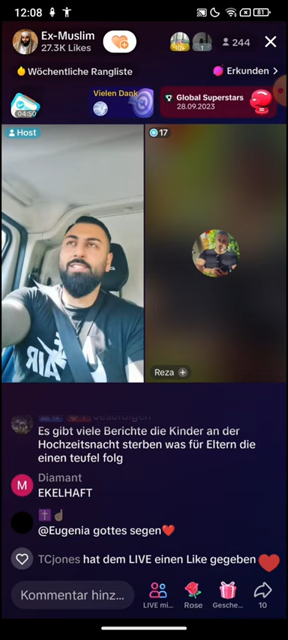 12:08
81
Ex-Muslim
27.3K Likes
1
244
Wöchentliche Rangliste
Erkunden >
04:50
Vielen Dank
Global Superstars
28.09.2023
Host
17
AIR
Reza +
Es gibt viele Berichte die Kinder an der
Hochzeitsnacht sterben was für Eltern die
einen teufel folg
M
Diamant
EKELHAFT
@Eugenia gottes segen❤️
TCjones hat dem LIVE einen Like gegeben
Kommentar hinz...
LIVE mi...
Rose
Gesche...
10